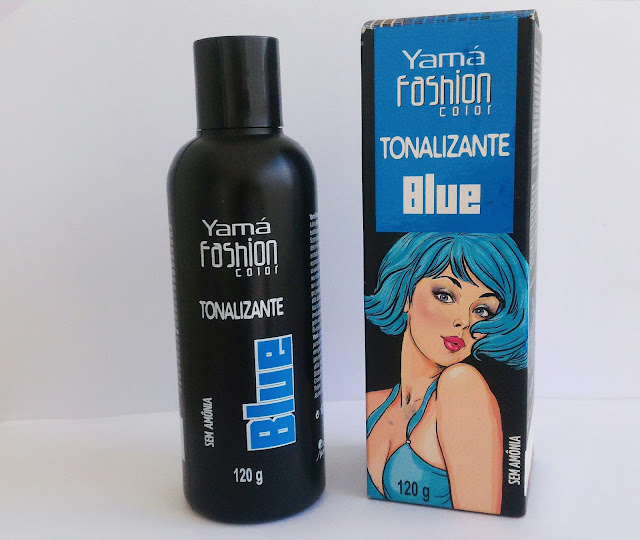 Yamá
fashion
color
TONALIZANTE
Blue
SEM AMÔNIA
120 g
Yamá
fashion
color
TONALIZANTE
Blue
120 g
SEM AMÔNIA